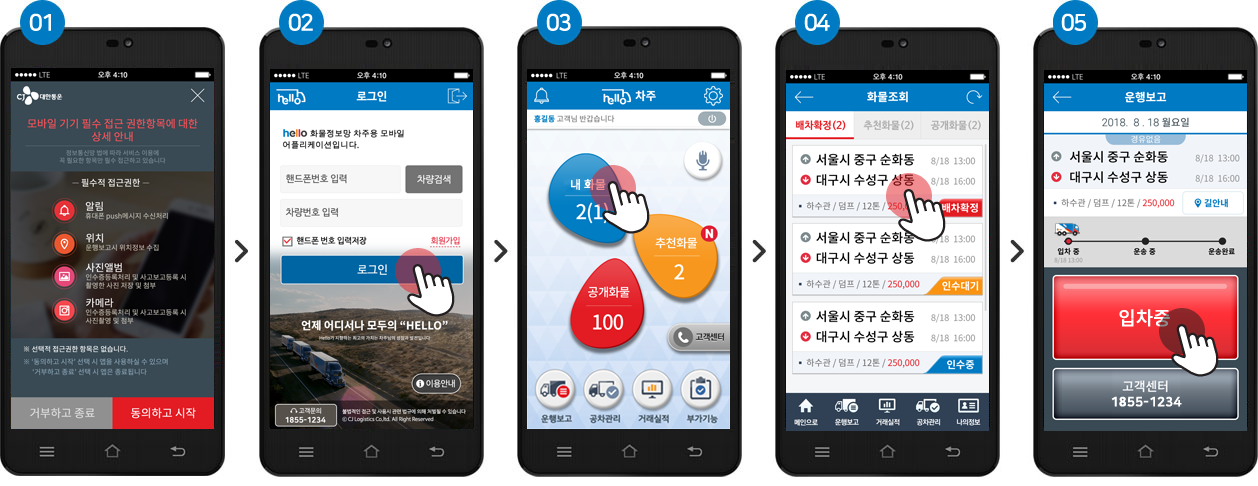 01
LTE
오후 4:10
CJ 대한통운
모바일 기기 필수 접근 권한항목에 대한
상세 안내
정보통신망 법에 따라 서비스 이용에
꼭 필요한 항목만 필수 접근하고 있습니다
필수적 접근권한
알림
휴대폰 push메시지 수신처리
위치
운행보고시 위치정보 수집
사진앨범
인수증등록처리 및 사고보고등록 시
촬영한 사진 저장 및 첨부
카메라
인수증등록처리 및 사고보고등록 시
사진촬영 및 첨부
※ 선택적 접근권한 항목은 없습니다.
※ '동의하고 시작' 선택 시 앱을 사용하실 수 있으며
'거부하고 종료' 선택 시 앱은 종료됩니다
거부하고 종료
동의하고 시작
02
LTE
오후 4:10
hello
로그인
hello 화물정보망 차주용 모바일
어플리케이션입니다.
핸드폰번호 입력
차량검색
차량번호 입력
핸드폰 번호 입력저장
회원가입
로그인
언제 어디서나 모두의 “HELLO”
이용안내
고객문의
1855-1234
불법적인 접근 및 사용시 관련 법규에 의해 처벌될 수 있습니다
ⓒ CJ Logistics Co,ltd. All Right Reserved
03
LTE
오후 4:10
hello 차주
홍길동 고객님 반갑습니다
내 화물
2(1)
추천화물
2
N
공개화물
100
고객센터
운행보고
공차관리
거래실적
부가기능
04
LTE
오후 4:10
화물조회
배차확정(2)
추천화물(2)
공개화물(2)
서울시 중구 순화동 8/18 13:00
대구시 수성구 상동 8/18 16:00
하수관 / 덤프 / 12톤 / 250,0
배차확정
서울시 중구 순화동 8/18 13:00
대구시 수성구 상동 8/18 16:00
하수관 / 덤프 / 12톤 / 250,000
인수대기
서울시 중구 순화동 8/18 13:00
대구시 수성구 상동 8/18 16:00
하수관 / 덤프 / 12톤 / 250,000
인수중
메인으로
운행보고
거래실적
공차관리
나의정보
05
LTE
오후 4:10
운행보고
2018. 8 . 18 월요일
경유없음
서울시 중구 순화동 8/18 13:00
대구시 수성구 상동 8/18 16:00
하수관 / 덤프 / 12톤 / 250,000
길안내
입차 중
운송 중
운송완료
8/18 13:00
입차중
고객센터
1855-1234